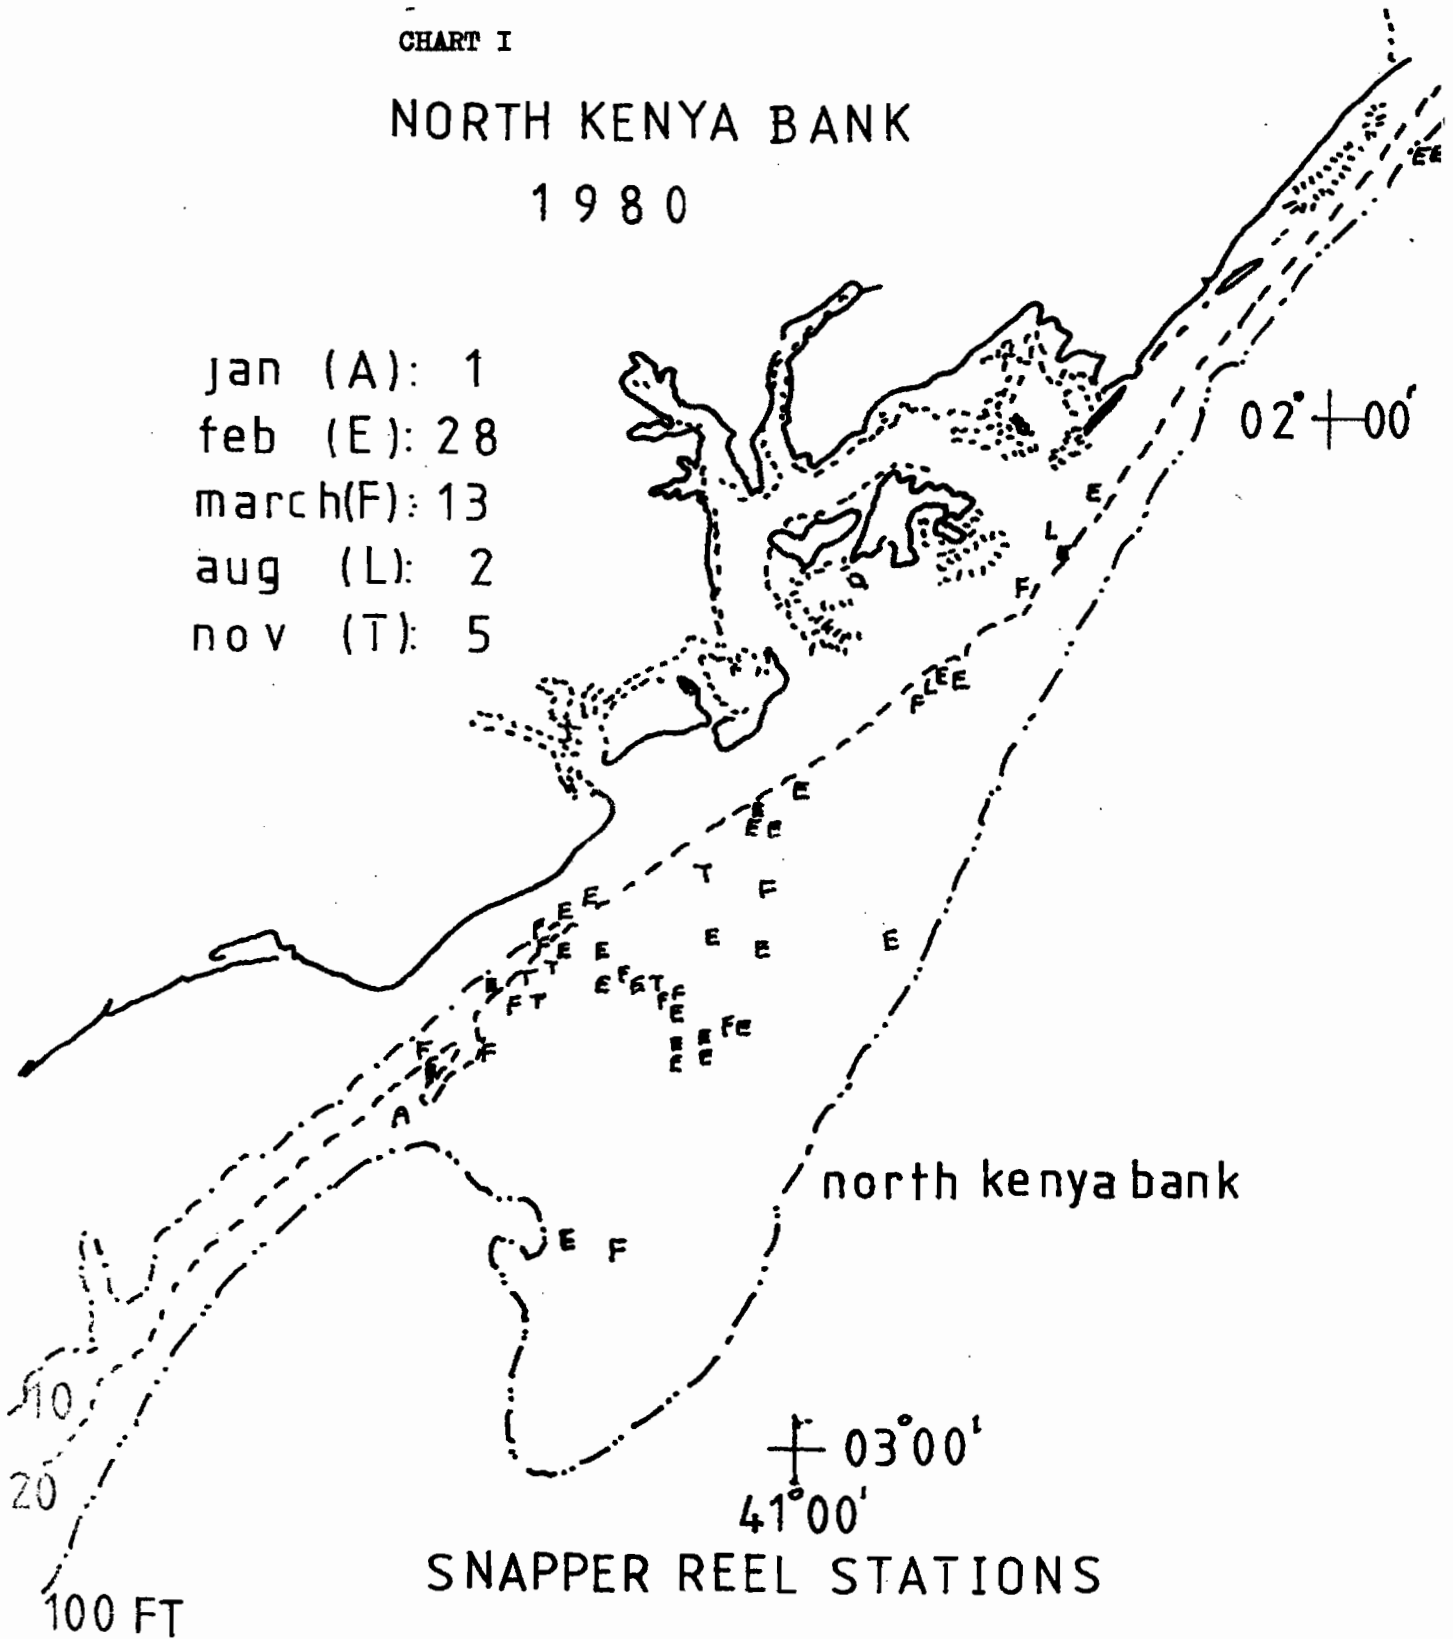 CHART I
NORTH KENYA BANK
1980
jan (A): 1
feb (E): 28
march(F): 13
aug (L): 2
nov (T): 5
EE
02°00'
E
L
F
E E
L
F
E
E
E E
T
F
E
E
F
E
E
E
F
E
E
T
T
E
F
E
T
F T
F F
E
F E
E
E
E
E
F
F
A
north kenya bank
E F
10
03°00'
20
41°00'
SNAPPER REEL STATIONS
100 FT